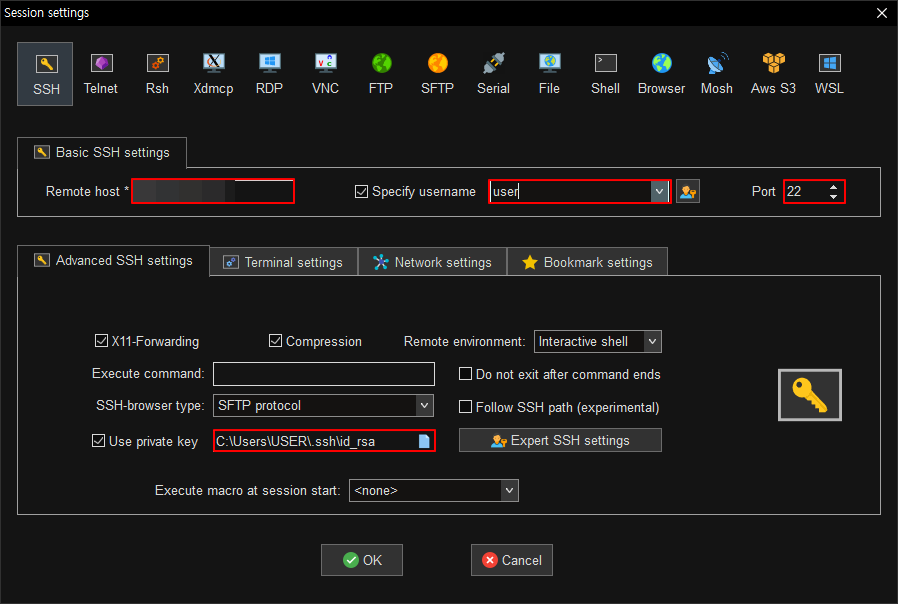 Session settings
SSH Telnet Rsh Xdmcp RDP VNC FTP SFTP Serial File Shell Browser Mosh Aws S3 WSL
Basic SSH settings
Remote host * Specify username user Port 22
Advanced SSH settings Terminal settings Network settings Bookmark settings
X11-Forwarding Compression Remote environment: Interactive shell
Execute command: Do not exit after command ends
SSH-browser type: SFTP protocol Follow SSH path (experimental)
Use private key C:\Users\USER\.ssh\id_rsa Expert SSH settings
Execute macro at session start: <none>
OK Cancel